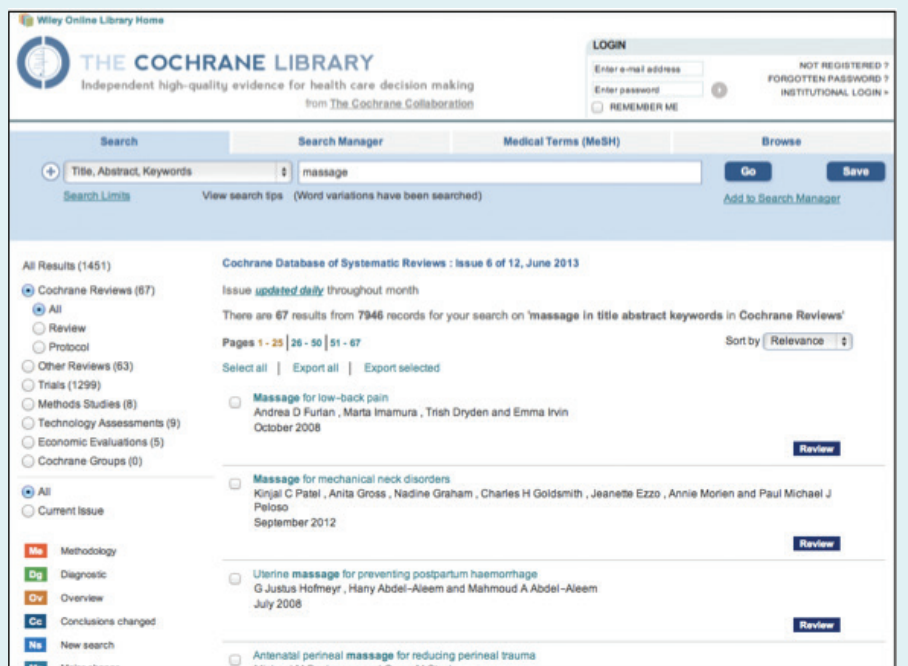 Wiley Online Library Home
THE COCHRANE LIBRARY
Independent high-quality evidence for health care decision making
from The Cochrane Collaboration
LOGIN
Enter e-mail address
Enter password
REMEMBER ME
NOT REGISTERED ?
FORGOTTEN PASSWORD ?
INSTITUTIONAL LOGIN >
Search
Search Manager
Medical Terms (MeSH)
Browse
Title, Abstract, Keywords
massage
Go
Save
Search Limits
View search tips
(Word variations have been searched)
Add to Search Manager
All Results (1451)
Cochrane Reviews (67)
All
Review
Protocol
Other Reviews (63)
Trials (1299)
Methods Studies (8)
Technology Assessments (9)
Economic Evaluations (5)
Cochrane Groups (0)
All
Current Issue
Me Methodology
Dg Diagnostic
Ov Overview
Cc Conclusions changed
Ns New search
Cochrane Database of Systematic Reviews : Issue 6 of 12, June 2013
Issue updated daily throughout month
There are 67 results from 7946 records for your search on 'massage in title abstract keywords in Cochrane Reviews'
Pages 1 - 25 | 26 - 50 | 51 - 67
Sort by Relevance
Select all | Export all | Export selected
Massage for low-back pain
Andrea D Furlan , Marta Imamura , Trish Dryden and Emma Irvin
October 2008
Review
Massage for mechanical neck disorders
Kinjal C Patel , Anita Gross , Nadine Graham , Charles H Goldsmith , Jeanette Ezzo , Annie Morien and Paul Michael J
Peloso
September 2012
Review
Uterine massage for preventing postpartum haemorrhage
G Justus Hofmeyr , Hany Abdel-Aleem and Mahmoud A Abdel-Aleem
July 2008
Review
Antenatal perineal massage for reducing perineal trauma